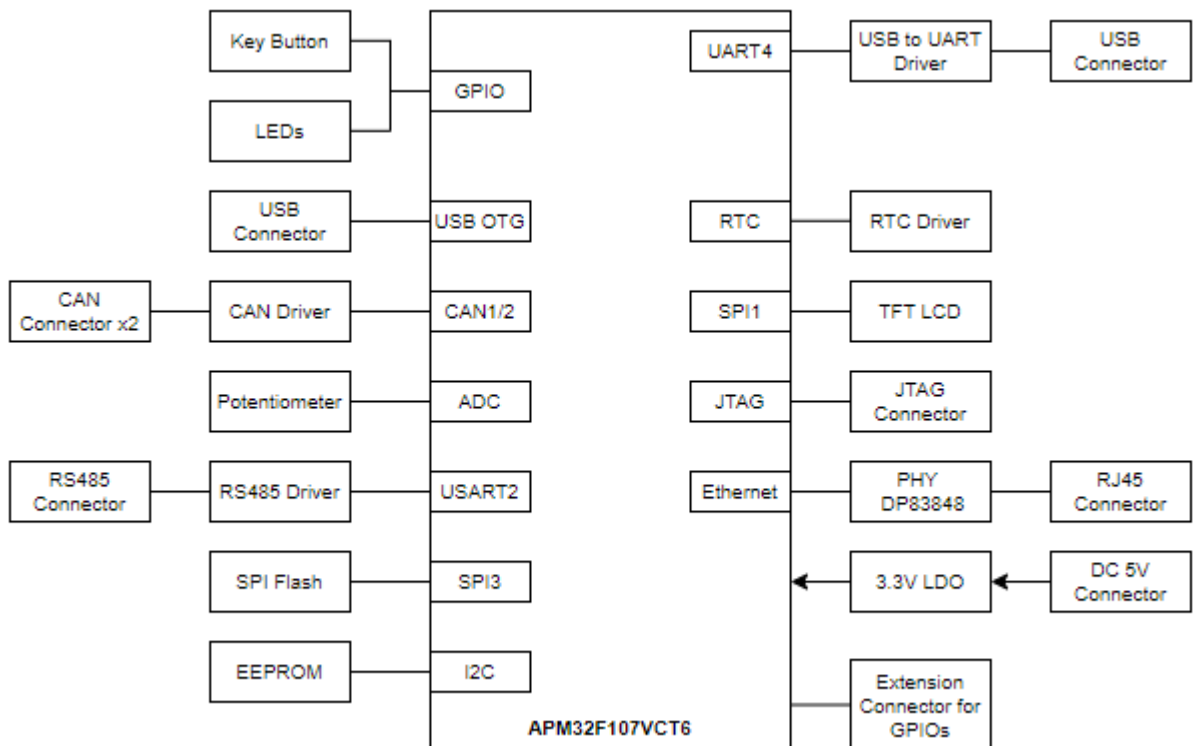 Key Button
GPIO
LEDs
USB
Connector
USB OTG
CAN
Connector x2
CAN Driver
CAN1/2
Potentiometer
ADC
RS485
Connector
RS485 Driver
USART2
SPI Flash
SPI3
EEPROM
I2C
UART4
USB to UART
Driver
USB
Connector
RTC
RTC Driver
SPI1
TFT LCD
JTAG
JTAG
Connector
Ethernet
PHY
DP83848
RJ45
Connector
3.3V LDO
DC 5V
Connector
Extension
Connector for
GPIOs
APM32F107VCT6